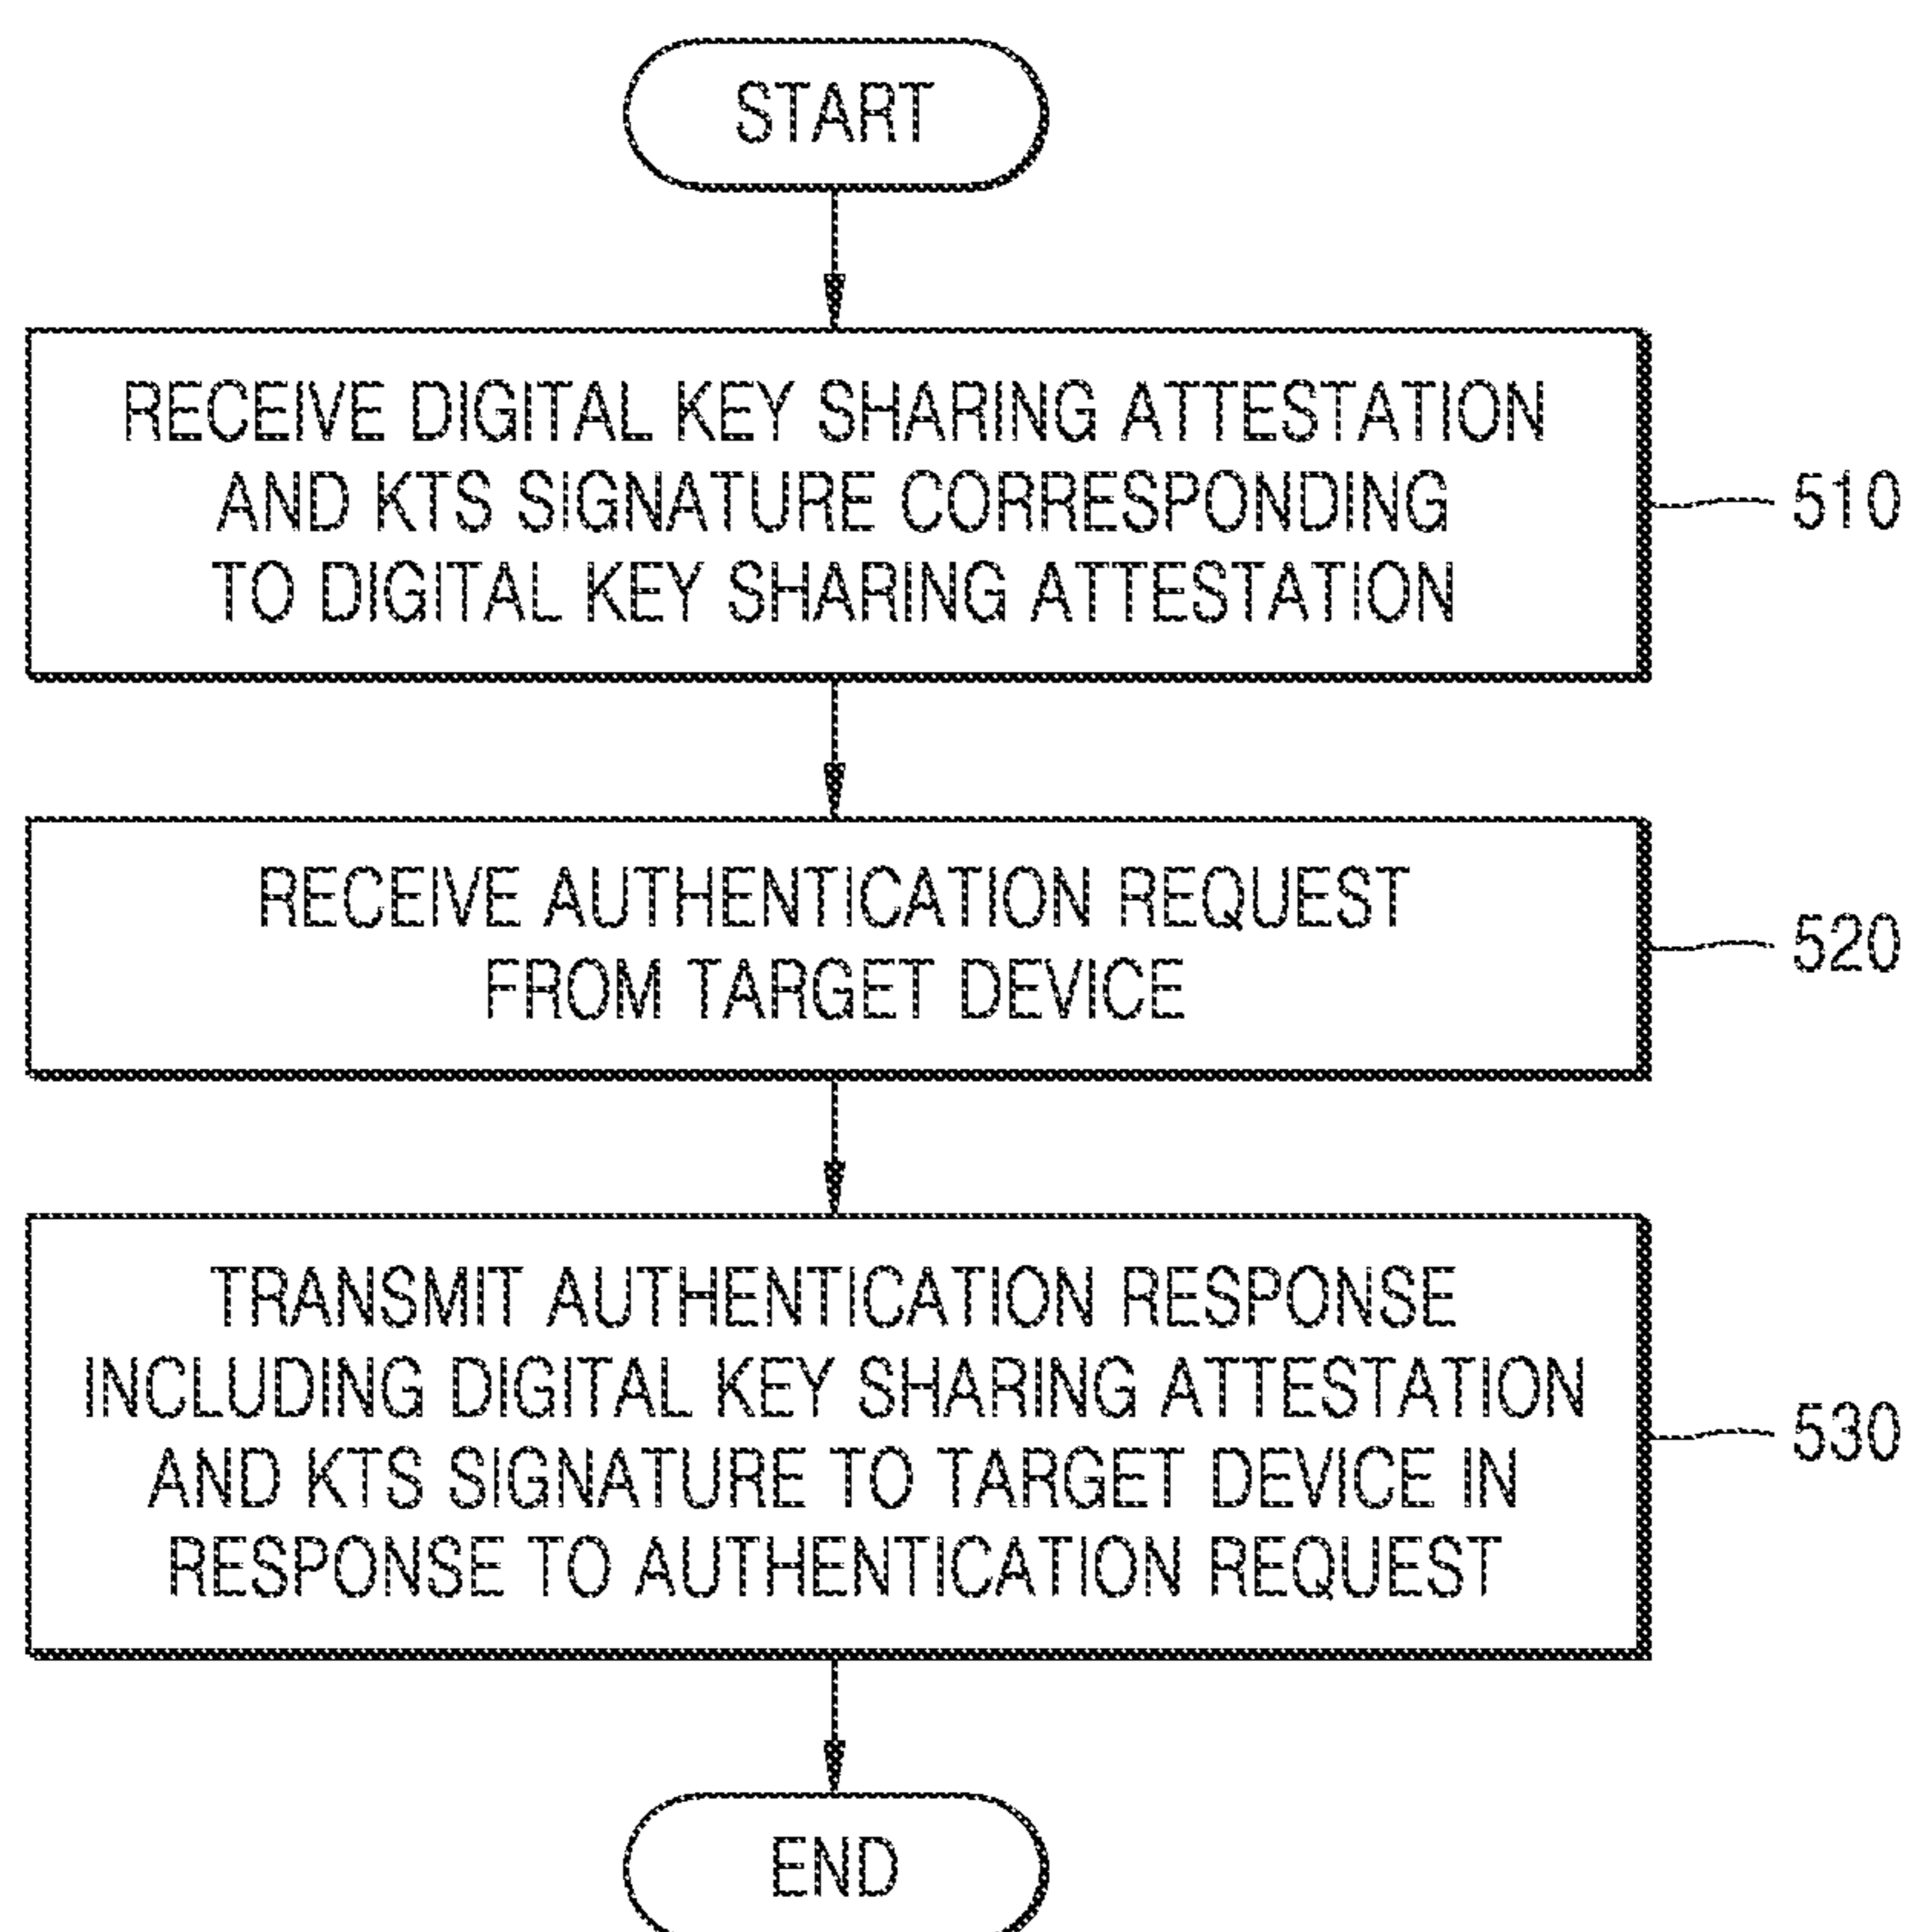 START
RECEIVE DIGITAL KEY SHARING ATTESTATION
AND KTS SIGNATURE CORRESPONDING
TO DIGITAL KEY SHARING ATTESTATION
510
RECEIVE AUTHENTICATION REQUEST
FROM TARGET DEVICE
520
TRANSMIT AUTHENTICATION RESPONSE
INCLUDING DIGITAL KEY SHARING ATTESTATION
AND KTS SIGNATURE TO TARGET DEVICE IN
RESPONSE TO AUTHENTICATION REQUEST
530
END